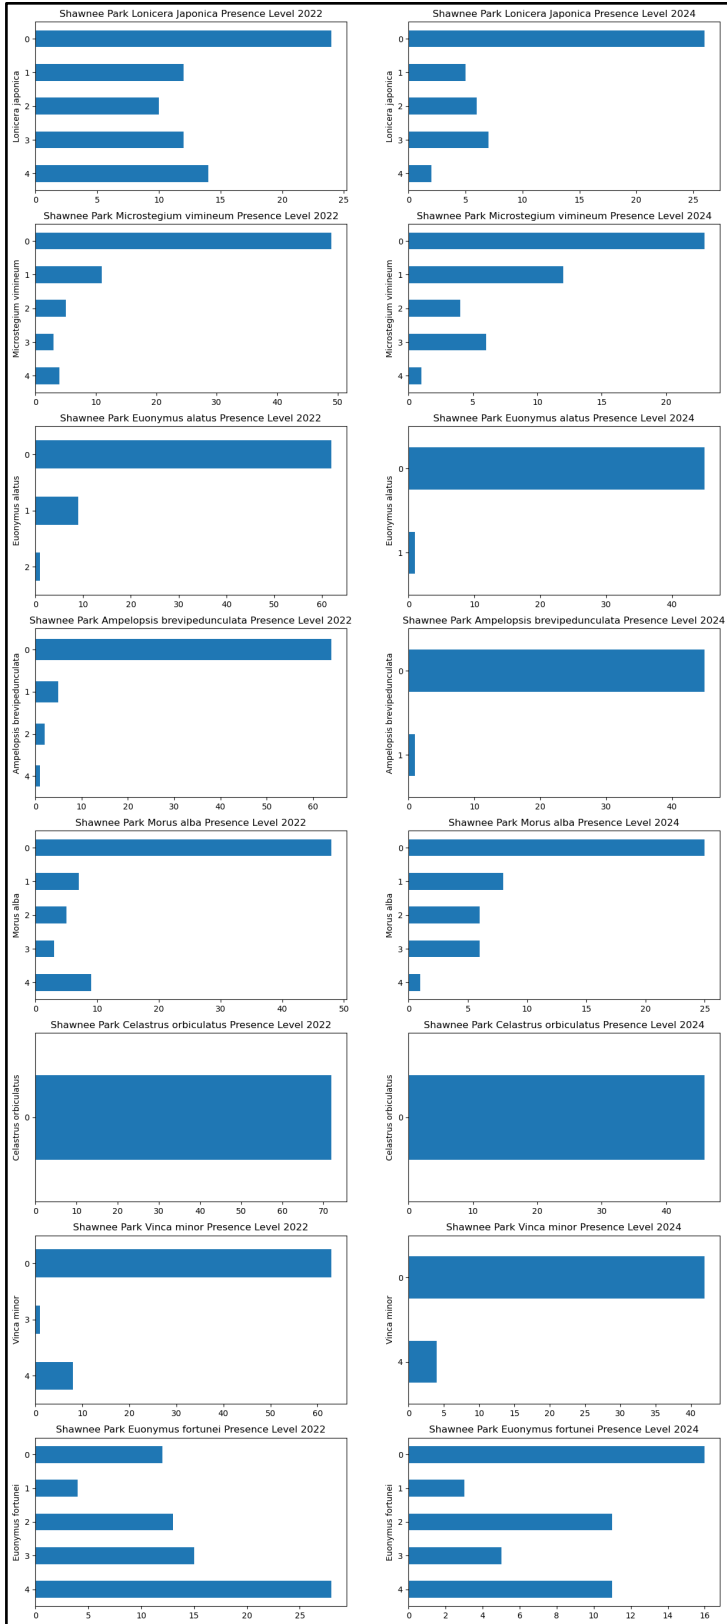 Shawnee Park Lonicera Japonica Presence Level 2022
Lonicera japonica
0
1
2
3
4
0 5 10 15 20 25
Shawnee Park Lonicera Japonica Presence Level 2024
Lonicera japonica
0
1
2
3
4
0 5 10 15 20 25
Shawnee Park Microstegium vimineum Presence Level 2022
Microstegium vimineum
0
1
2
3
4
0 10 20 30 40 50
Shawnee Park Microstegium vimineum Presence Level 2024
Microstegium vimineum
0
1
2
3
4
0 5 10 15 20
Shawnee Park Euonymus alatus Presence Level 2022
Euonymus alatus
0
1
2
0 10 20 30 40 50 60
Shawnee Park Euonymus alatus Presence Level 2024
Euonymus alatus
0
1
0 10 20 30 40
Shawnee Park Ampelopsis brevipedunculata Presence Level 2022
Ampelopsis brevipedunculata
0
1
2
4
0 10 20 30 40 50 60
Shawnee Park Ampelopsis brevipedunculata Presence Level 2024
Ampelopsis brevipedunculata
0
1
0 10 20 30 40
Shawnee Park Morus alba Presence Level 2022
Morus alba
0
1
2
3
4
0 10 20 30 40 50
Shawnee Park Morus alba Presence Level 2024
Morus alba
0
1
2
3
4
0 5 10 15 20 25
Shawnee Park Celastrus orbiculatus Presence Level 2022
Celastrus orbiculatus
0
0 10 20 30 40 50 60 70
Shawnee Park Celastrus orbiculatus Presence Level 2024
Celastrus orbiculatus
0
0 10 20 30 40
Shawnee Park Vinca minor Presence Level 2022
Vinca minor
0
3
4
0 10 20 30 40 50 60
Shawnee Park Vinca minor Presence Level 2024
Vinca minor
0
4
0 5 10 15 20 25 30 35 40
Shawnee Park Euonymus fortunei Presence Level 2022
Euonymus fortunei
0
1
2
3
4
0 5 10 15 20 25
Shawnee Park Euonymus fortunei Presence Level 2024
Euonymus fortunei
0
1
2
3
4
0 2 4 6 8 10 12 14 16